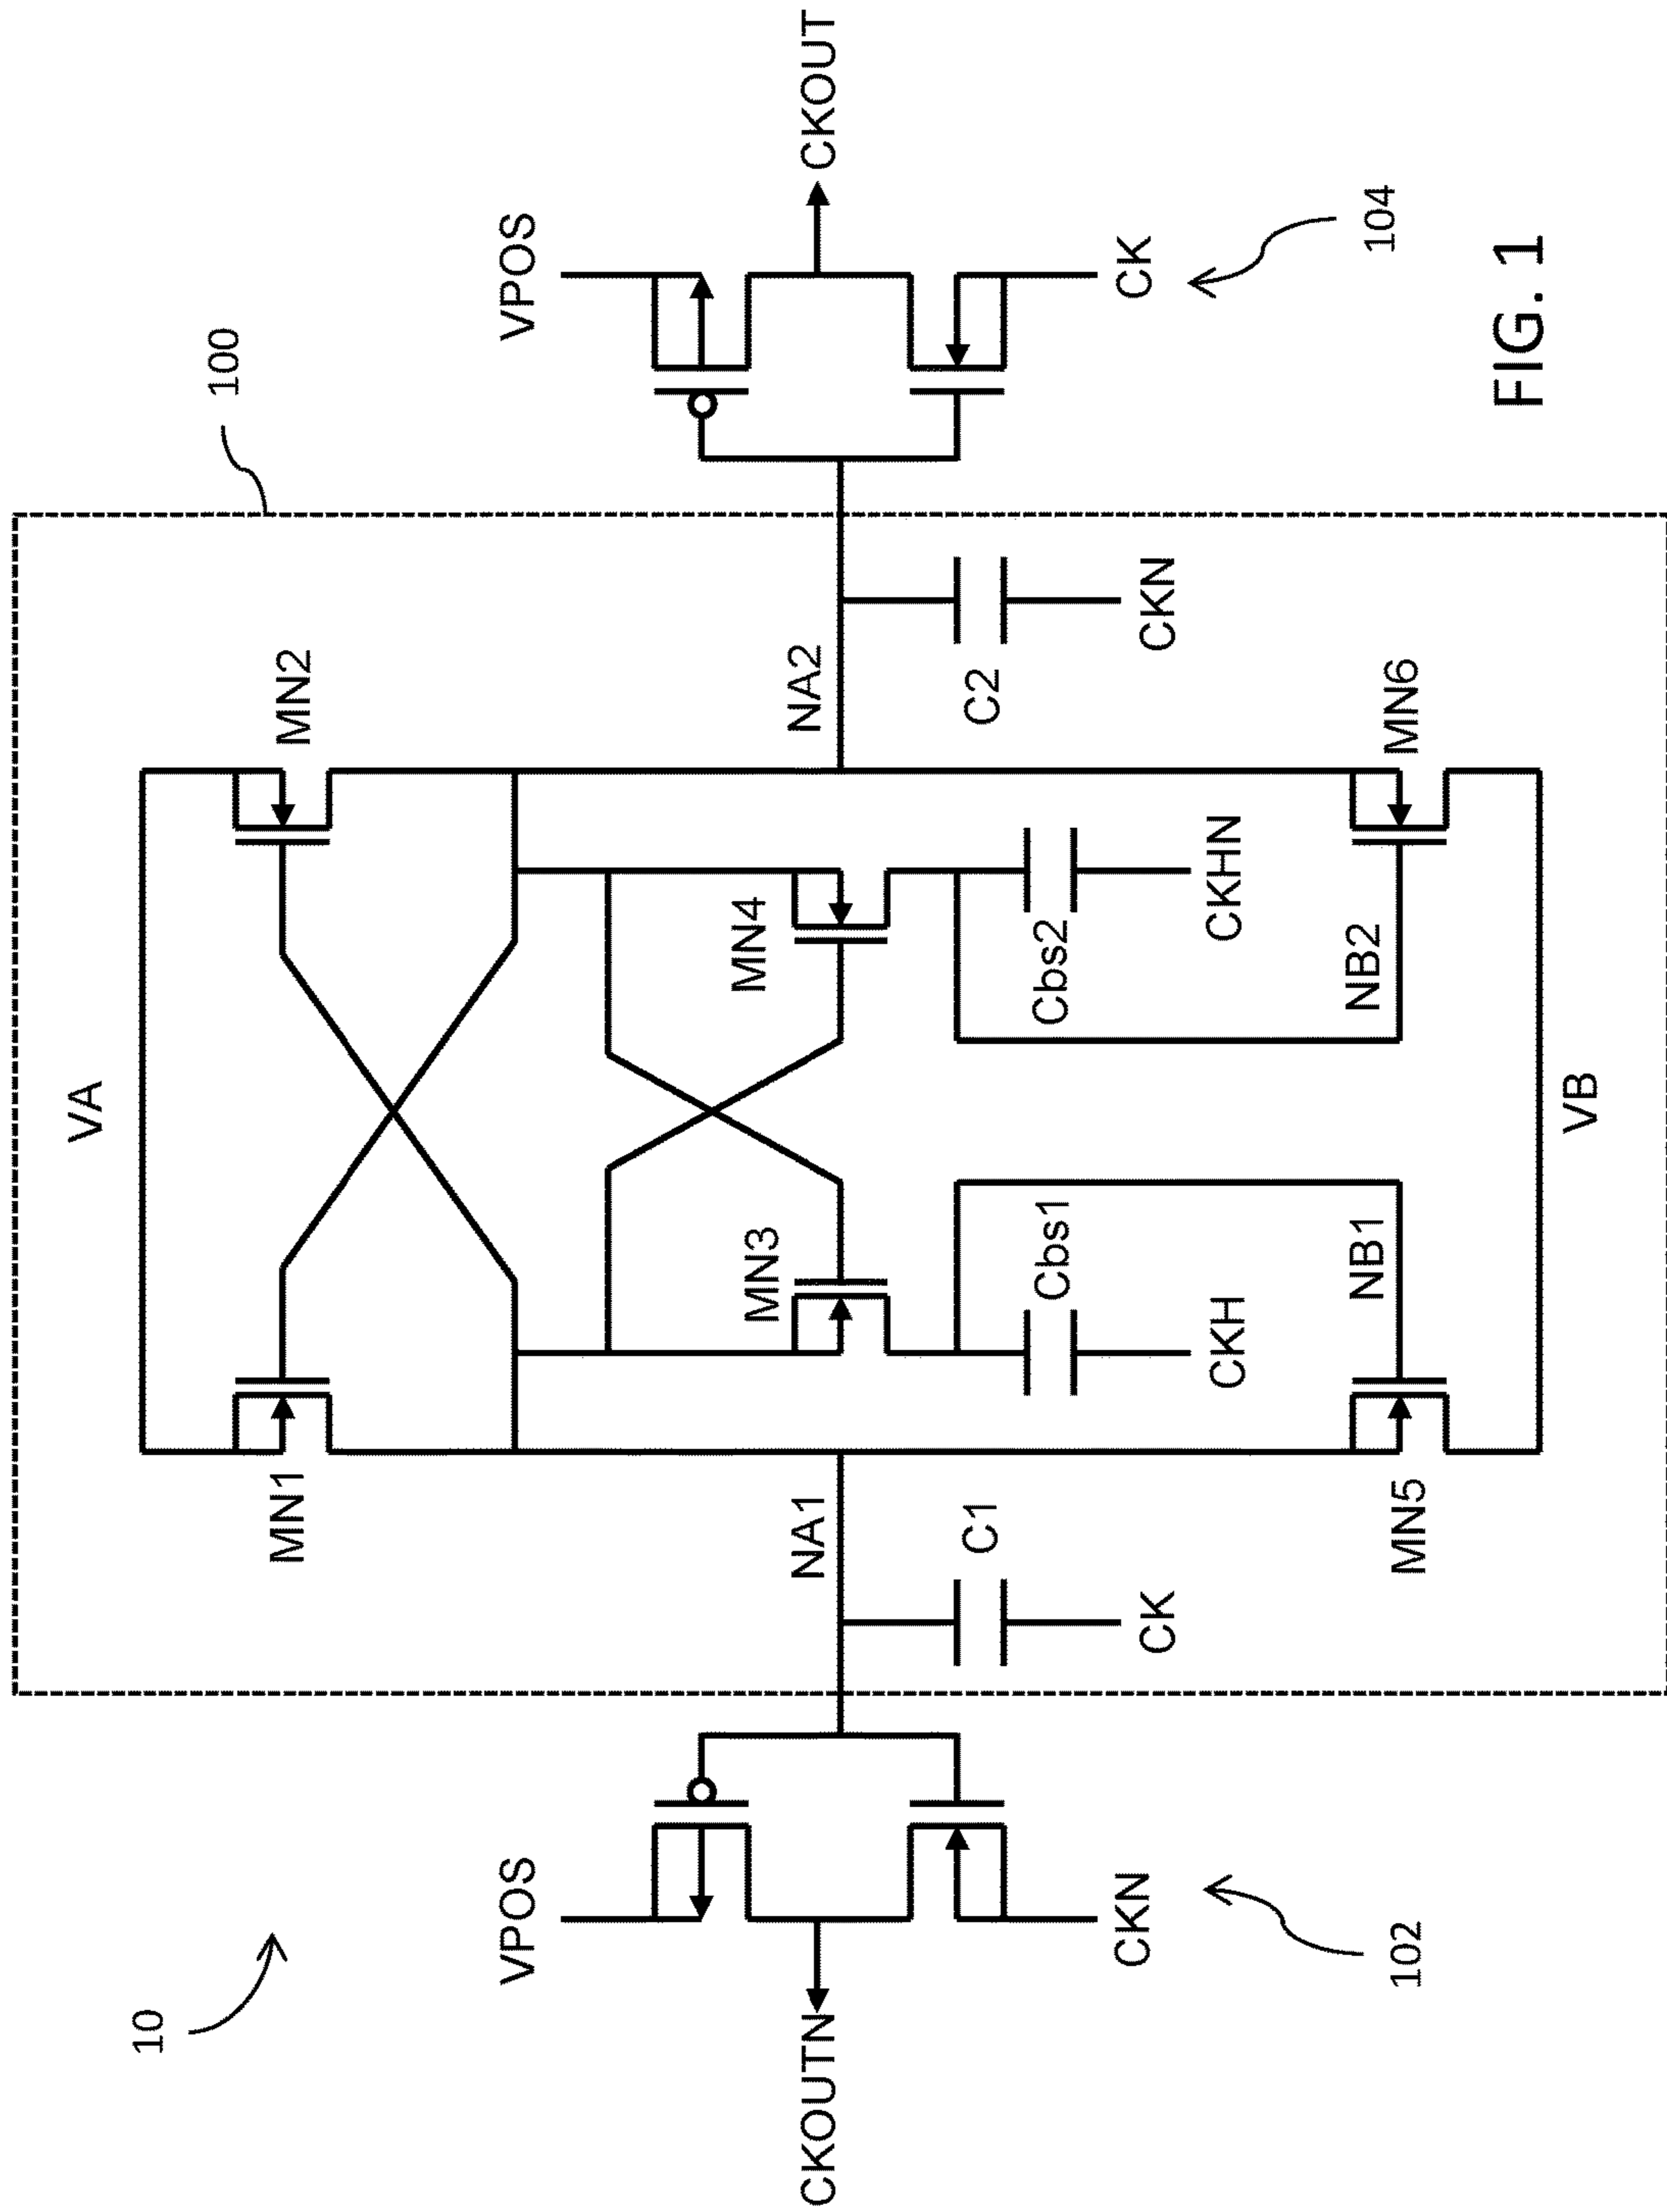 10
100
VA
MN1
MN2
VPOS
VPOS
CKOUTN
NA1
MN3
MN4
NA2
CKOUT
C1
Cbs1
Cbs2
C2
CKN
CK
CKH
CKHN
CKN
CK
102
MN5
NB1
NB2
MN6
104
VB
FIG. 1